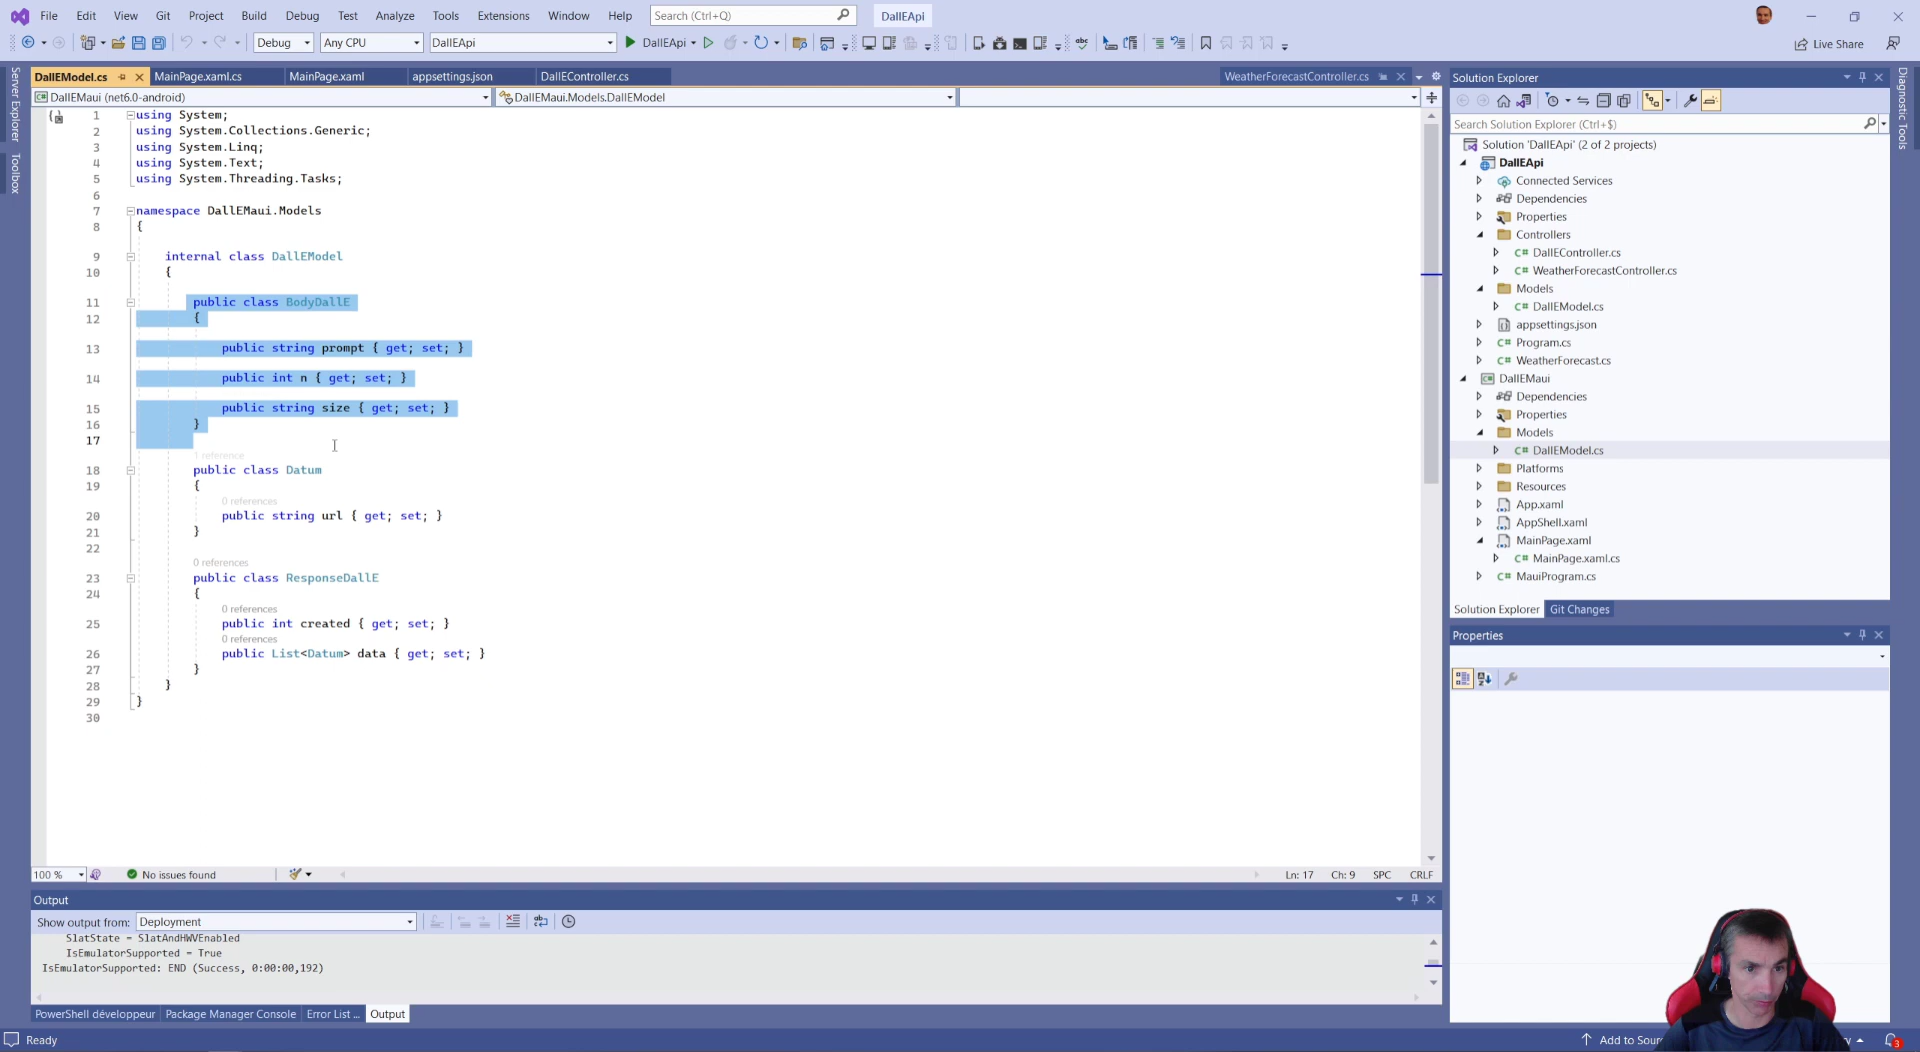 File Edit View Git Project Build Debug Test Analyze Tools Extensions Window Help Search (Ctrl+Q) DallEApi
Debug Any CPU DallEApi DallEApi Live Share
DallEModel.cs MainPage.xaml.cs MainPage.xaml appsettings.json DallEController.cs WeatherForecastController.cs
DallEMaui (net6.0-android) DallEMaui.Models.DallEModel
Server Explorer
Toolbox
1 using System;
2 using System.Collections.Generic;
3 using System.Linq;
4 using System.Text;
5 using System.Threading.Tasks;
6
7 namespace DallEMaui.Models
8 {
9 internal class DallEModel
10 {
11 public class BodyDallE
12 {
13 public string prompt { get; set; }
14 public int n { get; set; }
15 public string size { get; set; }
16 }
17
1 reference
18 public class Datum
19 {
0 references
20 public string url { get; set; }
21 }
22
0 references
23 public class ResponseDallE
24 {
0 references
25 public int created { get; set; }
0 references
26 public List<Datum> data { get; set; }
27 }
28 }
29 }
30
100 % No issues found Ln: 17 Ch: 9 SPC CRLF
Output
Show output from: Deployment
SlatState = SlatAndHWVEnabled
IsEmulatorSupported = True
IsEmulatorSupported: END (Success, 0:00:00,192)
PowerShell développeur Package Manager Console Error List ... Output
Ready
Solution Explorer
Search Solution Explorer (Ctrl+$)
Solution 'DallEApi' (2 of 2 projects)
DallEApi
Connected Services
Dependencies
Properties
Controllers
C# DallEController.cs
C# WeatherForecastController.cs
Models
C# DallEModel.cs
appsettings.json
C# Program.cs
C# WeatherForecast.cs
DallEMaui
Dependencies
Properties
Models
C# DallEModel.cs
Platforms
Resources
App.xaml
AppShell.xaml
MainPage.xaml
C# MainPage.xaml.cs
C# MauiProgram.cs
Solution Explorer Git Changes
Properties
Diagnostic Tools
Add to Sour
3